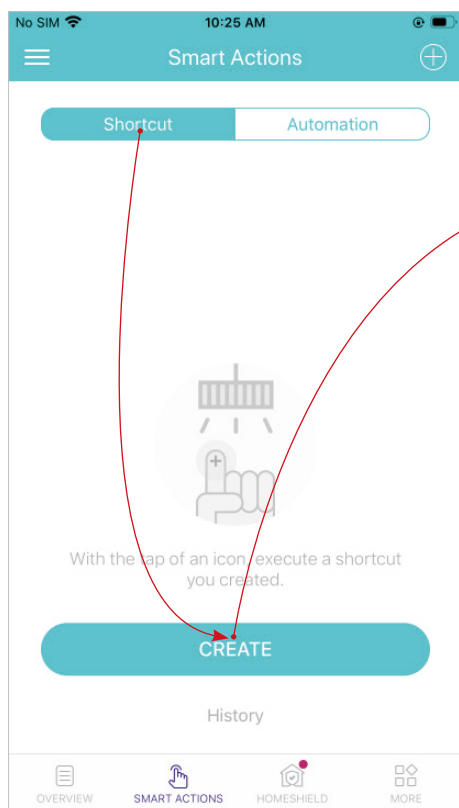 No SIM 10:25 AM
Smart Actions
Shortcut Automation
With the tap of an icon, execute a shortcut
you created.
CREATE
History
OVERVIEW SMART ACTIONS HOMESHIELD MORE